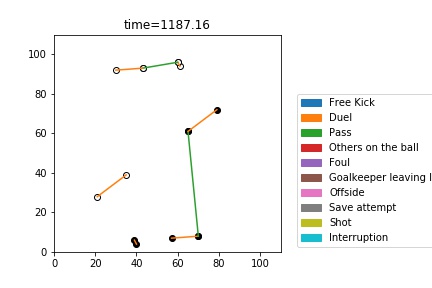 time=1187.16
100
80
60
40
20
0
0 20 40 60 80 100
Free Kick
Duel
Pass
Others on the ball
Foul
Goalkeeper leaving l
Offside
Save attempt
Shot
Interruption